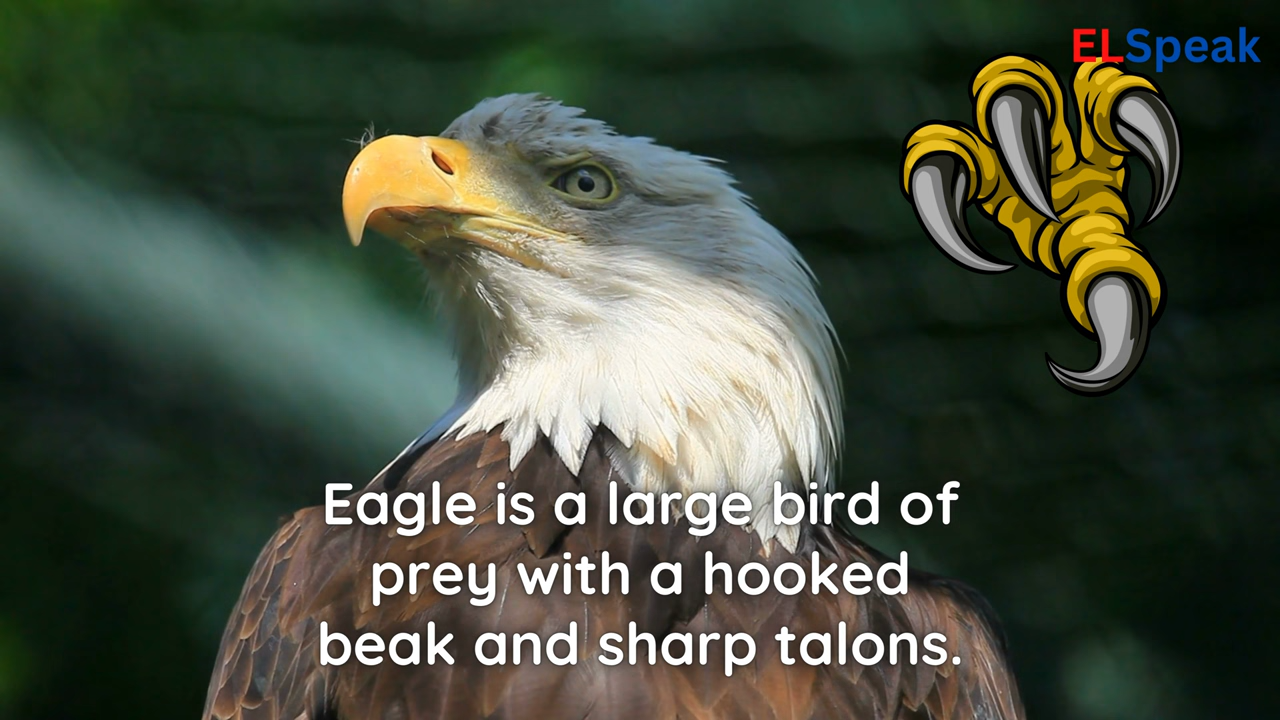 ELSpeak
Eagle is a large bird of
prey with a hooked
beak and sharp talons.